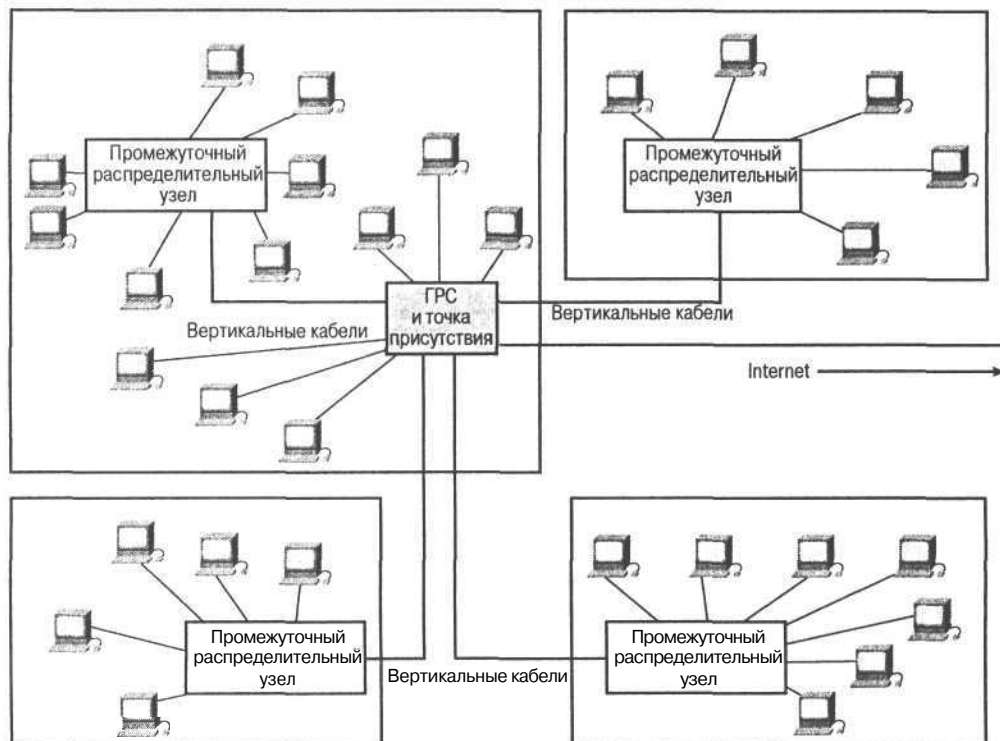 Промежуточный
распределительный
узел
Промежуточный
распределительный
узел
ГРС
и точка
присутствия
Вертикальные кабели
Вертикальные кабели
Internet
Промежуточный
распределительный
узел
Вертикальные кабели
Промежуточный
распределительный
узел